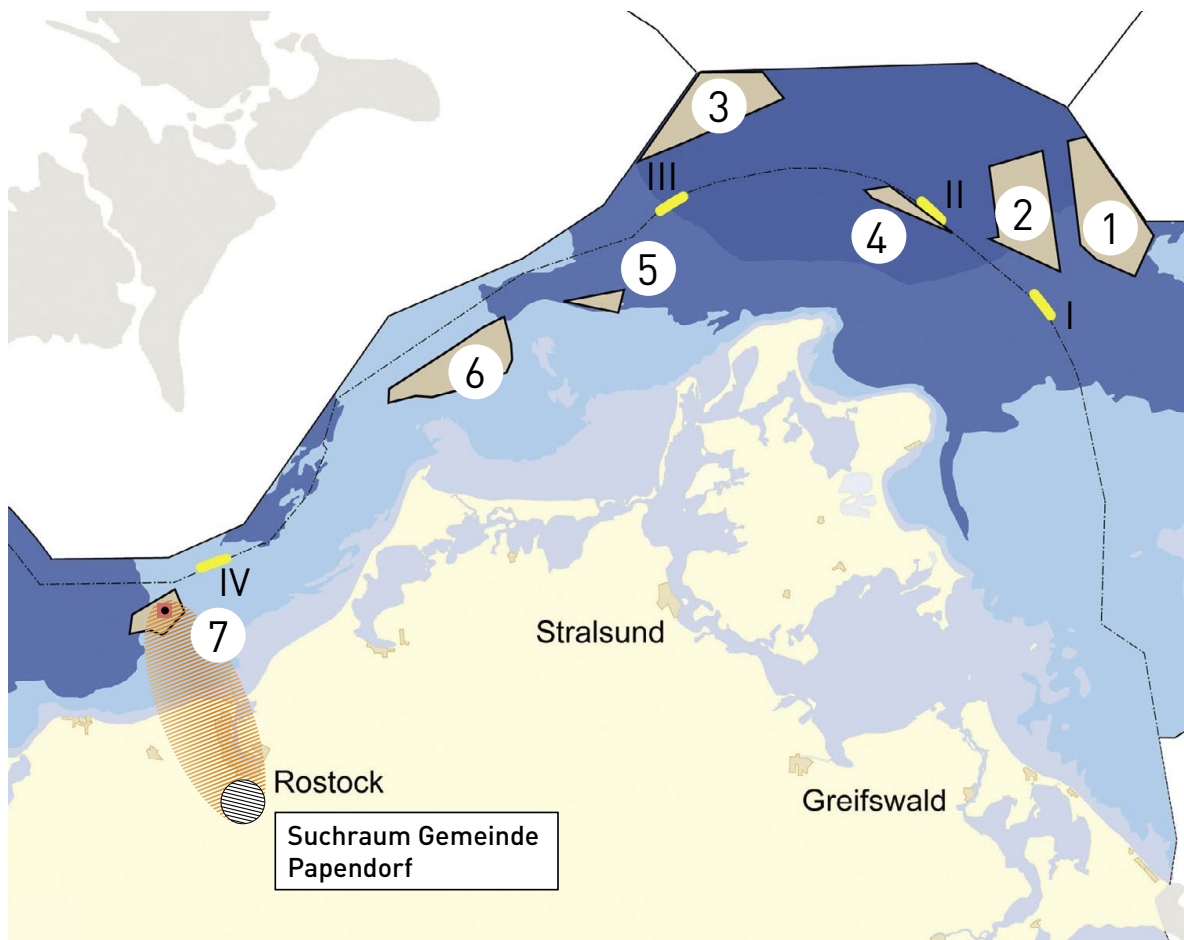 3
III
II
2
1
4
5
I
6
IV
7
Stralsund
Rostock
Greifswald
Suchraum Gemeinde
Papendorf